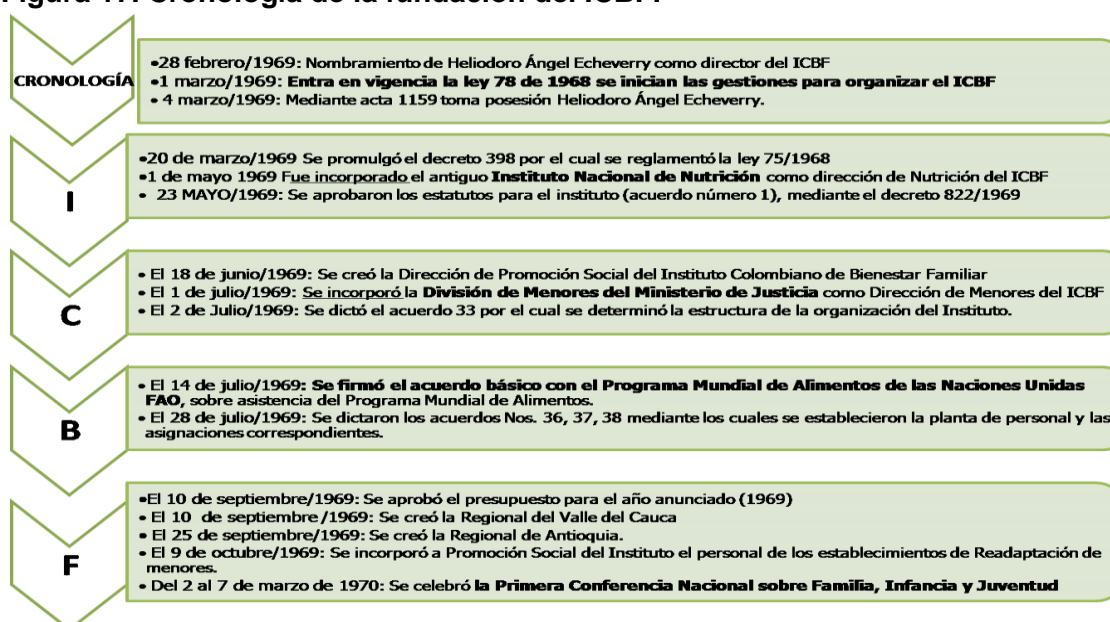 Figura 17. Cronología de la fundación del ICBF.
CRONOLOGÍA
•28 febrero/1969: Nombramiento de Heliodoro Ángel Echeverry como director del ICBF
•1 marzo/1969: Entra en vigencia la ley 78 de 1968 se inician las gestiones para organizar el ICBF
• 4 marzo/1969: Mediante acta 1159 toma posesión Heliodoro Ángel Echeverry.
I
•20 de marzo/1969 Se promulgó el decreto 398 por el cual se reglamentó la ley 75/1968
•1 de mayo 1969 Fue incorporado el antiguo Instituto Nacional de Nutrición como dirección de Nutrición del ICBF
• 23 MAYO/1969: Se aprobaron los estatutos para el instituto (acuerdo número 1), mediante el decreto 822/1969
C
• El 18 de junio/1969: Se creó la Dirección de Promoción Social del Instituto Colombiano de Bienestar Familiar
• El 1 de julio/1969: Se incorporó la División de Menores del Ministerio de Justicia como Dirección de Menores del ICBF
• El 2 de Julio/1969: Se dictó el acuerdo 33 por el cual se determinó la estructura de la organización del Instituto.
B
• El 14 de julio/1969: Se firmó el acuerdo básico con el Programa Mundial de Alimentos de las Naciones Unidas
FAO, sobre asistencia del Programa Mundial de Alimentos.
• El 28 de julio/1969: Se dictaron los acuerdos Nos. 36, 37, 38 mediante los cuales se establecieron la planta de personal y las
asignaciones correspondientes.
F
•El 10 de septiembre/1969: Se aprobó el presupuesto para el año anunciado (1969)
• El 10 de septiembre/1969: Se creó la Regional del Valle del Cauca
• El 25 de septiembre/1969: Se creó la Regional de Antioquia.
• El 9 de octubre/1969: Se incorporó a Promoción Social del Instituto el personal de los establecimientos de Readaptación de
menores.
• Del 2 al 7 de marzo de 1970: Se celebró la Primera Conferencia Nacional sobre Familia, Infancia y Juventud